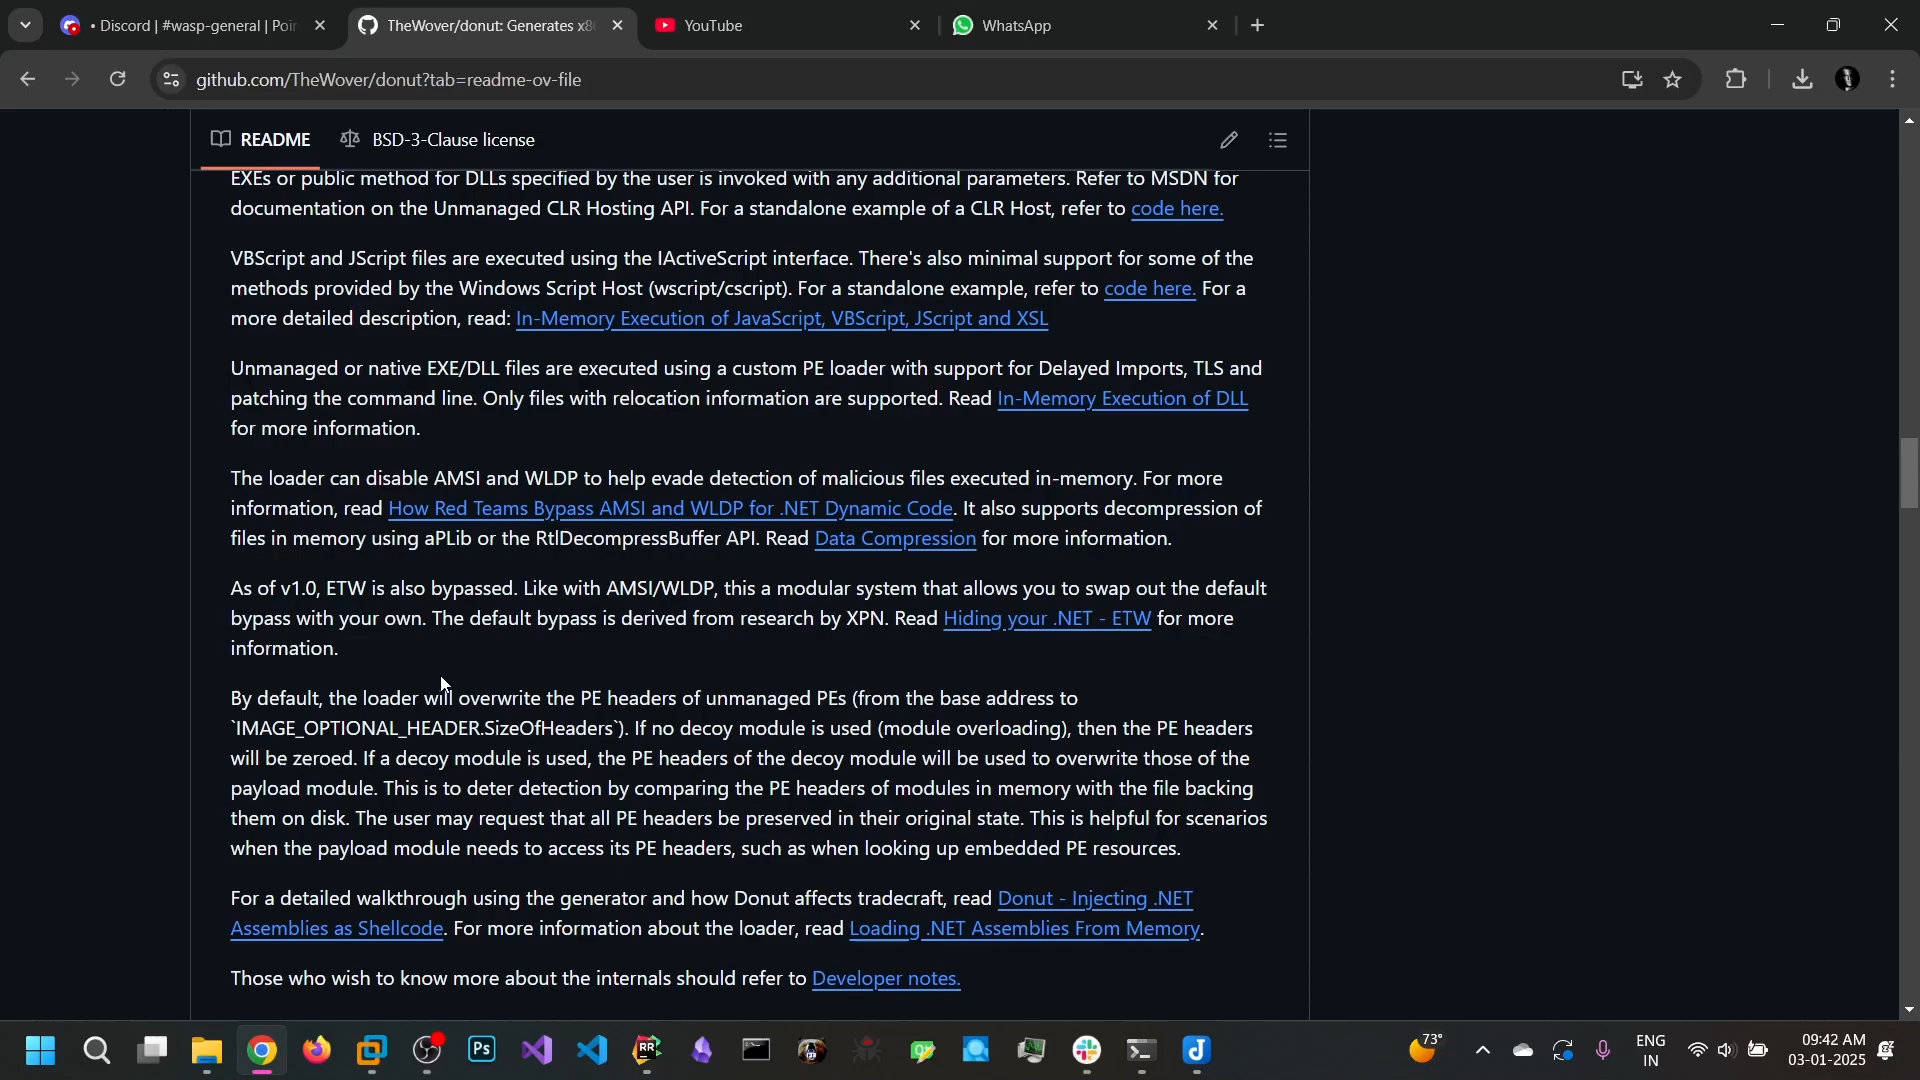 • Discord | #wasp-general | Poin
TheWover/donut: Generates x8
YouTube
WhatsApp
github.com/TheWover/donut?tab=readme-ov-file
README
BSD-3-Clause license
EXEs or public method for DLLs specified by the user is invoked with any additional parameters. Refer to MSDN for
documentation on the Unmanaged CLR Hosting API. For a standalone example of a CLR Host, refer to code here.
VBScript and JScript files are executed using the IActiveScript interface. There's also minimal support for some of the
methods provided by the Windows Script Host (wscript/cscript). For a standalone example, refer to code here. For a
more detailed description, read: In-Memory Execution of JavaScript, VBScript, JScript and XSL
Unmanaged or native EXE/DLL files are executed using a custom PE loader with support for Delayed Imports, TLS and
patching the command line. Only files with relocation information are supported. Read In-Memory Execution of DLL
for more information.
The loader can disable AMSI and WLDP to help evade detection of malicious files executed in-memory. For more
information, read How Red Teams Bypass AMSI and WLDP for .NET Dynamic Code. It also supports decompression of
files in memory using aPLib or the RtlDecompressBuffer API. Read Data Compression for more information.
As of v1.0, ETW is also bypassed. Like with AMSI/WLDP, this a modular system that allows you to swap out the default
bypass with your own. The default bypass is derived from research by XPN. Read Hiding your .NET - ETW for more
information.
By default, the loader will overwrite the PE headers of unmanaged PEs (from the base address to
`IMAGE_OPTIONAL_HEADER.SizeOfHeaders`). If no decoy module is used (module overloading), then the PE headers
will be zeroed. If a decoy module is used, the PE headers of the decoy module will be used to overwrite those of the
payload module. This is to deter detection by comparing the PE headers of modules in memory with the file backing
them on disk. The user may request that all PE headers be preserved in their original state. This is helpful for scenarios
when the payload module needs to access its PE headers, such as when looking up embedded PE resources.
For a detailed walkthrough using the generator and how Donut affects tradecraft, read Donut - Injecting .NET
Assemblies as Shellcode. For more information about the loader, read Loading .NET Assemblies From Memory.
Those who wish to know more about the internals should refer to Developer notes.
Ps
RR
73°
ENG
IN
09:42 AM
03-01-2025